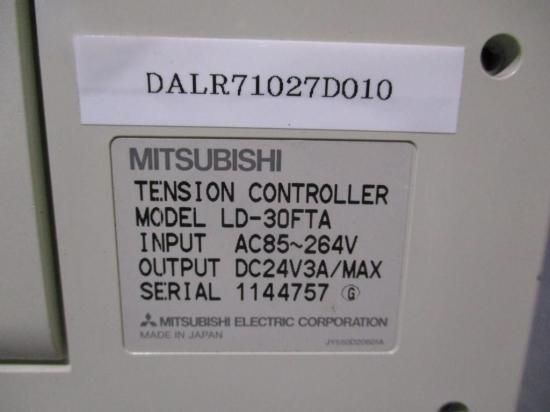 DALR71027D010
MITSUBISHI
TENSION CONTROLLER
MODEL LD-30FTA
INPUT AC85~264V
OUTPUT DC24V3A/MAX
SERIAL 1144757 G
MITSUBISHI ELECTRIC CORPORATION
MADE IN JAPAN
JY550D20601A